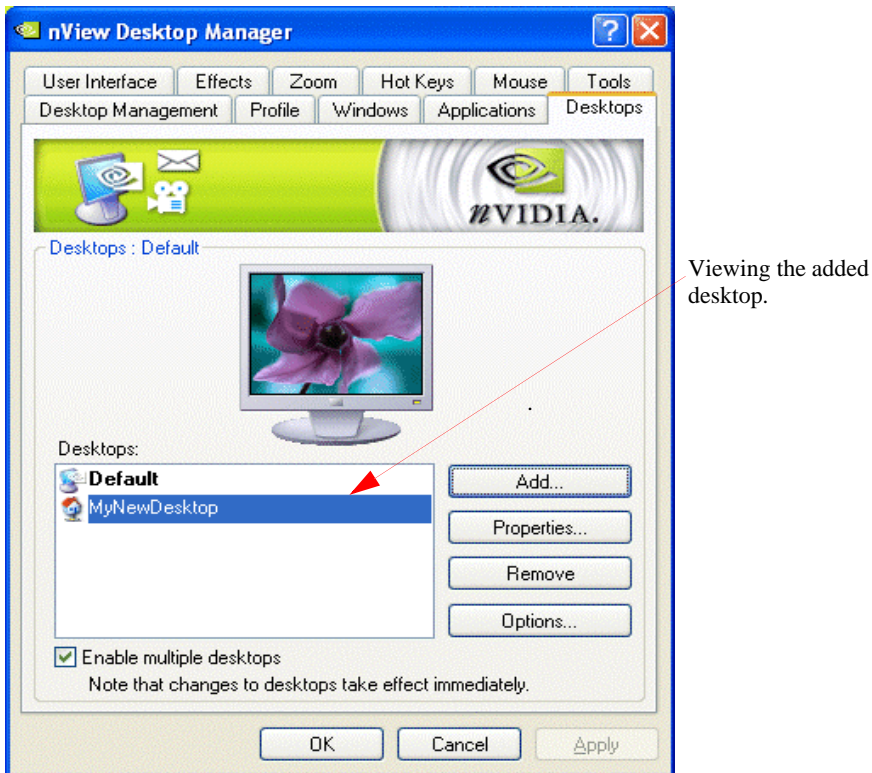 nView Desktop Manager
User Interface Effects Zoom Hot Keys Mouse Tools
Desktop Management Profile Windows Applications Desktops
nVIDIA.
Desktops : Default
Viewing the added
desktop.
.
Desktops:
Default
MyNewDesktop
Add...
Properties...
Remove
Options...
Enable multiple desktops
Note that changes to desktops take effect immediately.
OK Cancel Apply